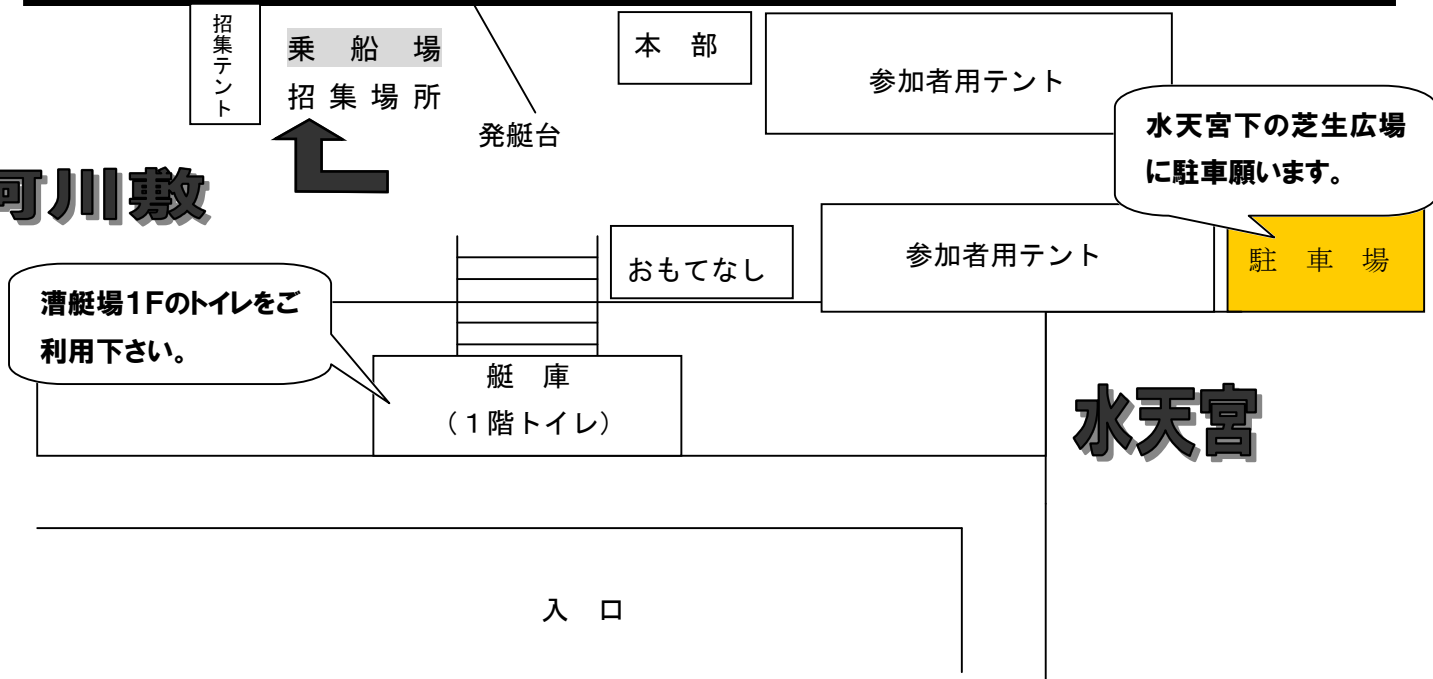 招集テント
乗 船 場
招 集 場 所
発艇台
本 部
参加者用テント
水天宮下の芝生広場
に駐車願います。
河川敷
おもてなし
参加者用テント
駐 車 場
漕艇場1Fのトイレをご
利用下さい。
艇 庫
（１階トイレ）
水天宮
入 口